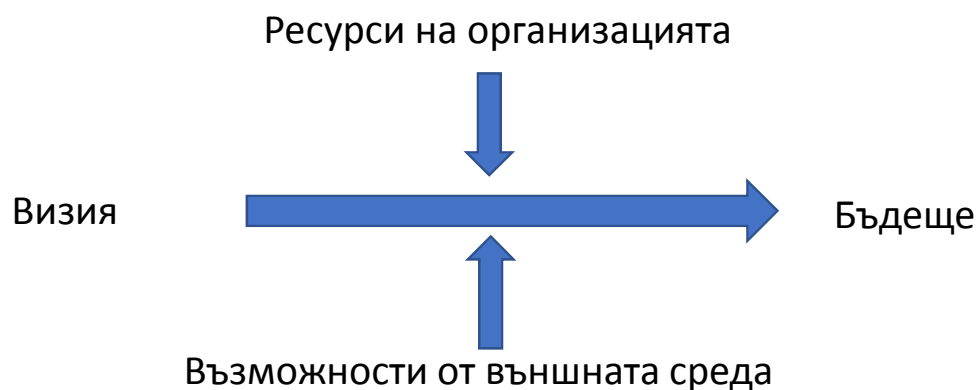 Ресурси на организацията
Визия
Бъдеще
Възможности от външната среда